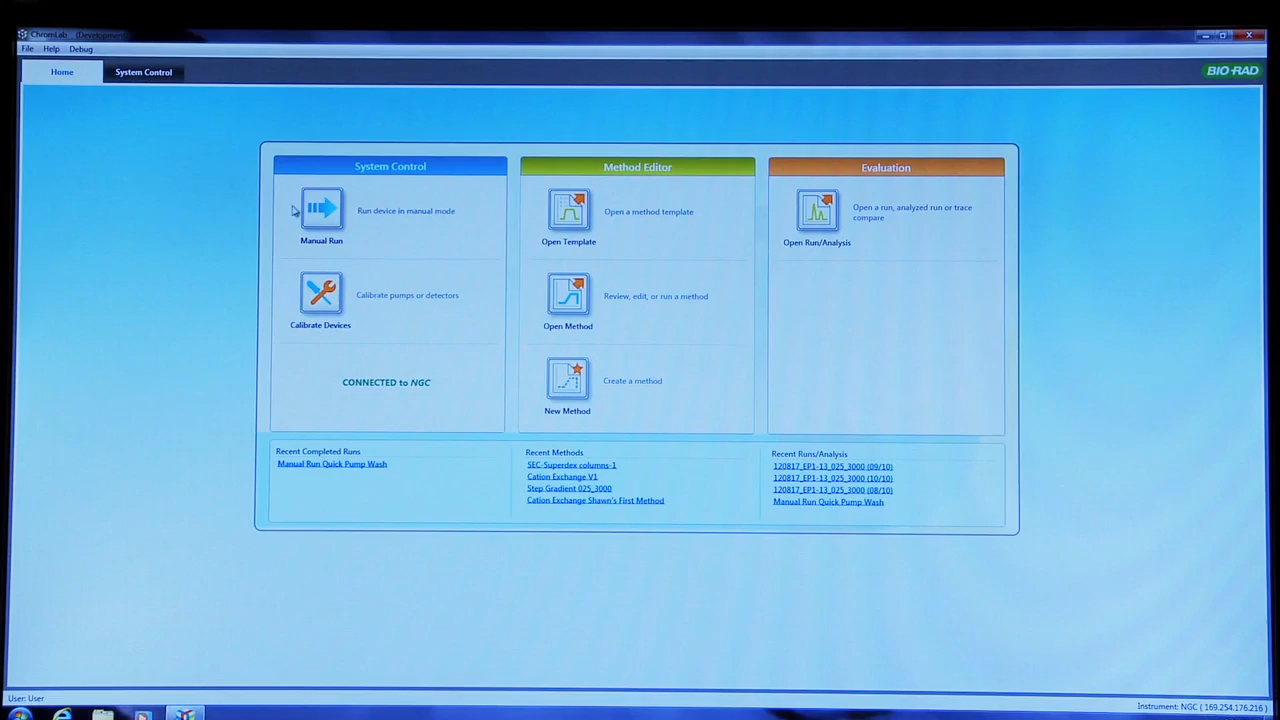 ChromLab (Development)
File Help Debug
Home System Control
BIO-RAD
System Control
Run device in manual mode
Manual Run
Calibrate pumps or detectors
Calibrate Devices
CONNECTED to NGC
Method Editor
Open a method template
Open Template
Review, edit, or run a method
Open Method
Create a method
New Method
Evaluation
Open a run, analyzed run or trace
compare
Open Run/Analysis
Recent Completed Runs
Manual Run Quick Pump Wash
Recent Methods
SEC-Superdex columns-1
Cation Exchange V1
Step Gradient 025_3000
Cation Exchange Shawn's First Method
Recent Runs/Analysis
120817_EP1-13_025_3000 (09/10)
120817_EP1-13_025_3000 (10/10)
120817_EP1-13_025_3000 (08/10)
Manual Run Quick Pump Wash
User: User
Instrument: NGC ( 169.254.176.216 )